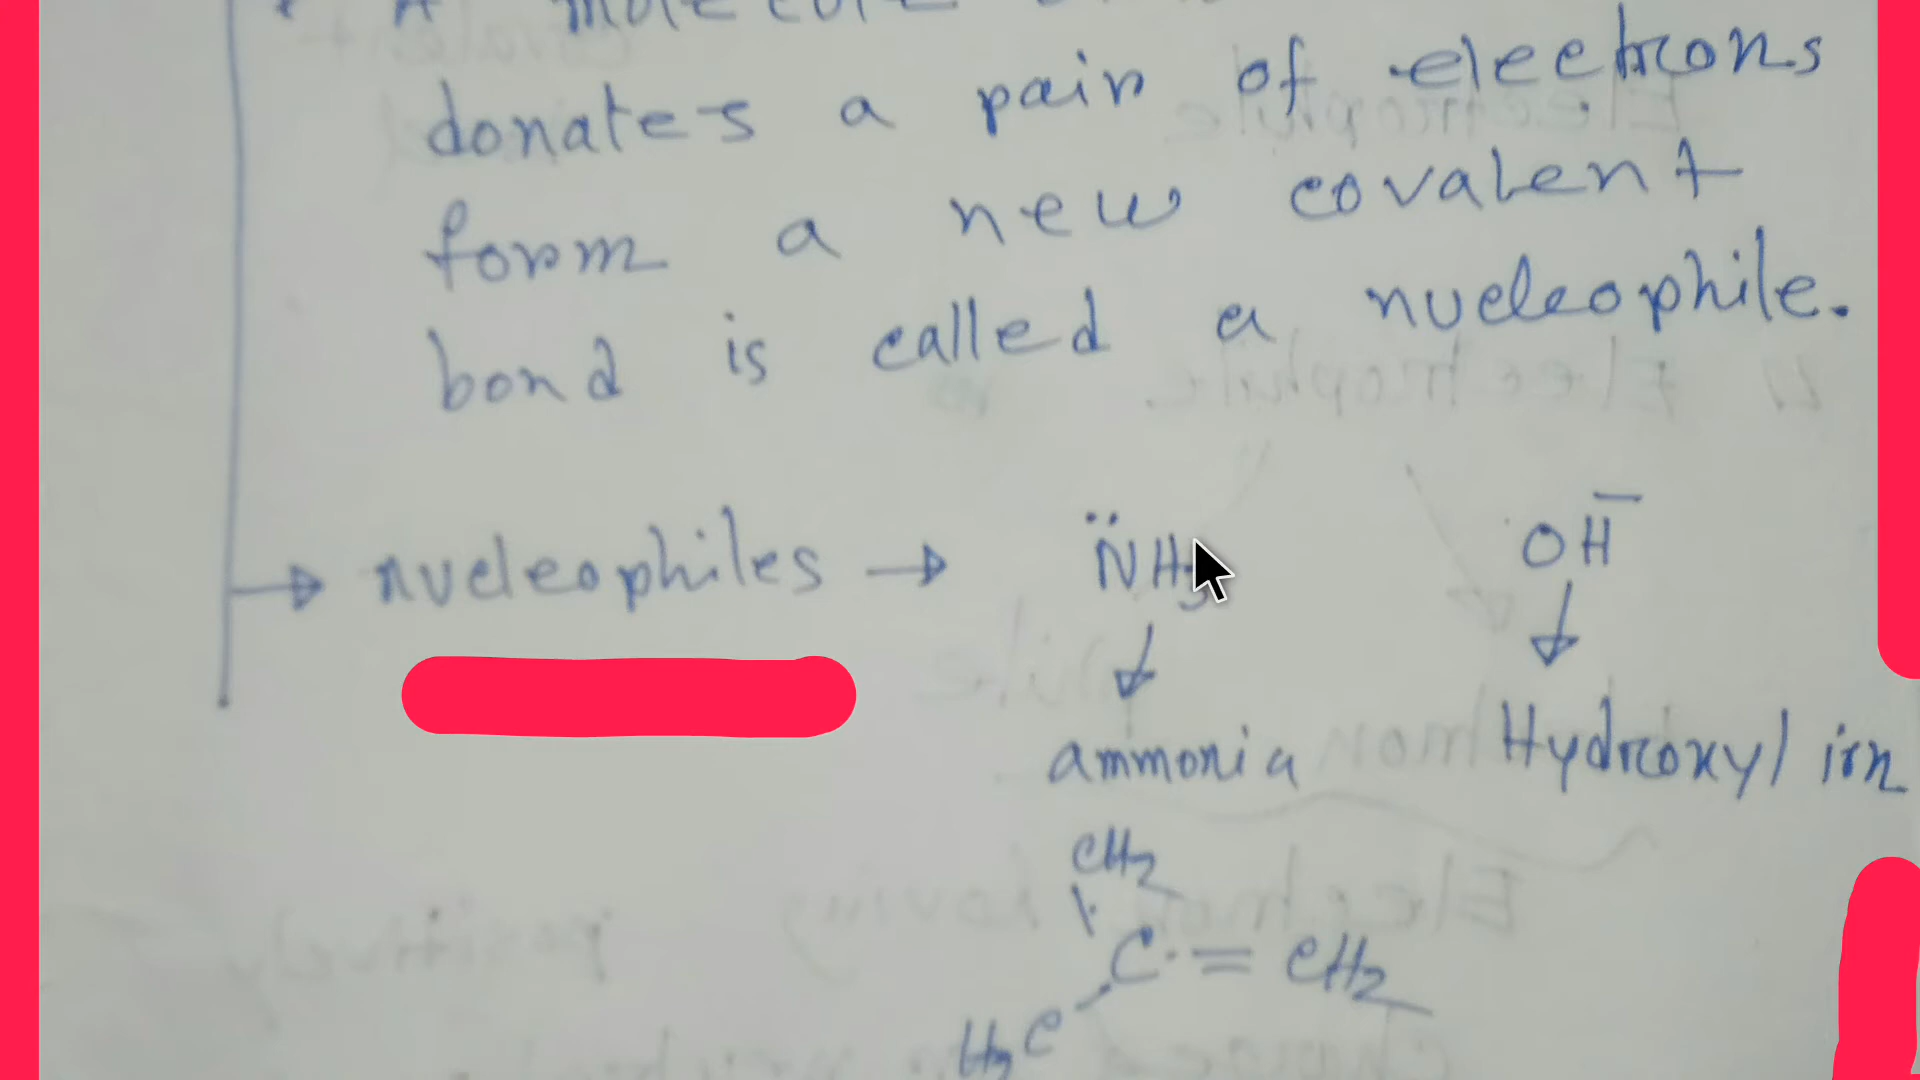 A molecule
donates a pair of electrons
form a new covalent
bond is called a nucleophile.
nucleophiles → N̈H3 OH⁻
ammonia Hydroxyl ion
CH2
C = CH2
H3C